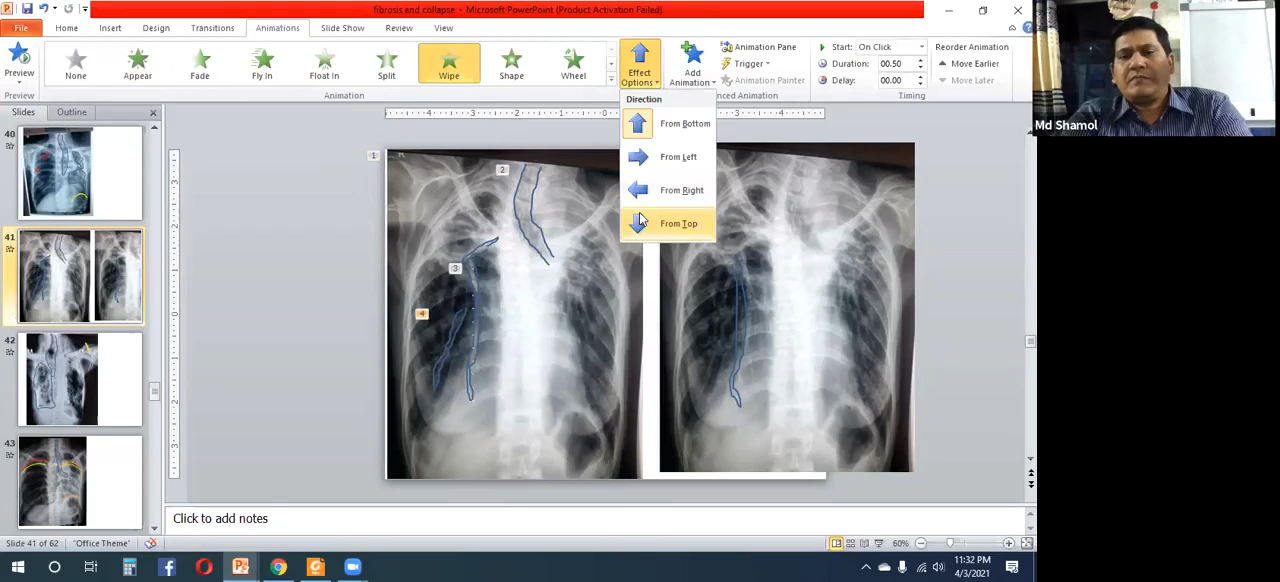 fibrosis and collapse - Microsoft PowerPoint (Product Activation Failed)
File Home Insert Design Transitions Animations Slide Show Review View
Preview
None Appear Fade Fly In Float In Split Wipe Shape Wheel
Effect Options
Add Animation
Animation Pane
Trigger
Animation Painter
Start: On Click
Duration: 00.50
Delay: 00.00
Reorder Animation
Move Earlier
Move Later
Preview Animation nced Animation Timing
Direction
From Bottom
From Left
From Right
From Top
Slides Outline
40
41
42
43
1
2
3
4
Click to add notes
Slide 41 of 62 "Office Theme" 60%
11:32 PM
4/3/2021
Md Shamol